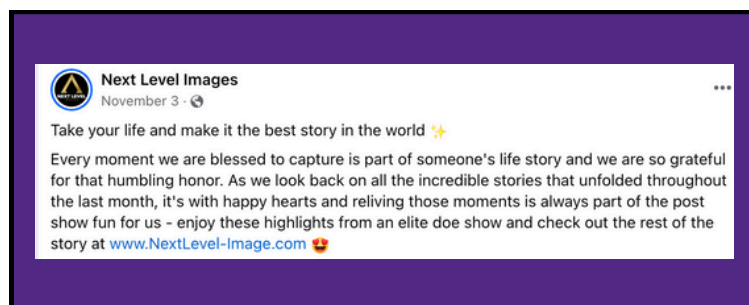 Next Level Images
NEXT LEVEL
November 3 ·
Take your life and make it the best story in the world ✨
Every moment we are blessed to capture is part of someone's life story and we are so grateful
for that humbling honor. As we look back on all the incredible stories that unfolded throughout
the last month, it's with happy hearts and reliving those moments is always part of the post
show fun for us - enjoy these highlights from an elite doe show and check out the rest of the
story at www.NextLevel-Image.com 😍